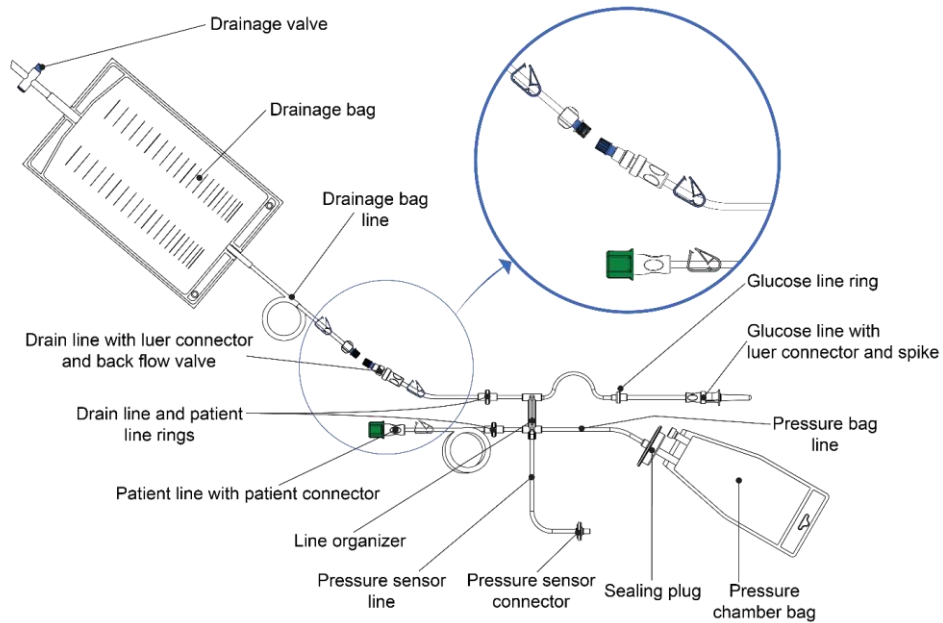 Drainage valve
Drainage bag
Drainage bag
line
Glucose line ring
Drain line with luer connector
and back flow valve
Glucose line with
luer connector and spike
Drain line and patient
line rings
Pressure bag
line
Patient line with patient connector
Line organizer
Pressure sensor
line
Pressure sensor
connector
Sealing plug
Pressure
chamber bag